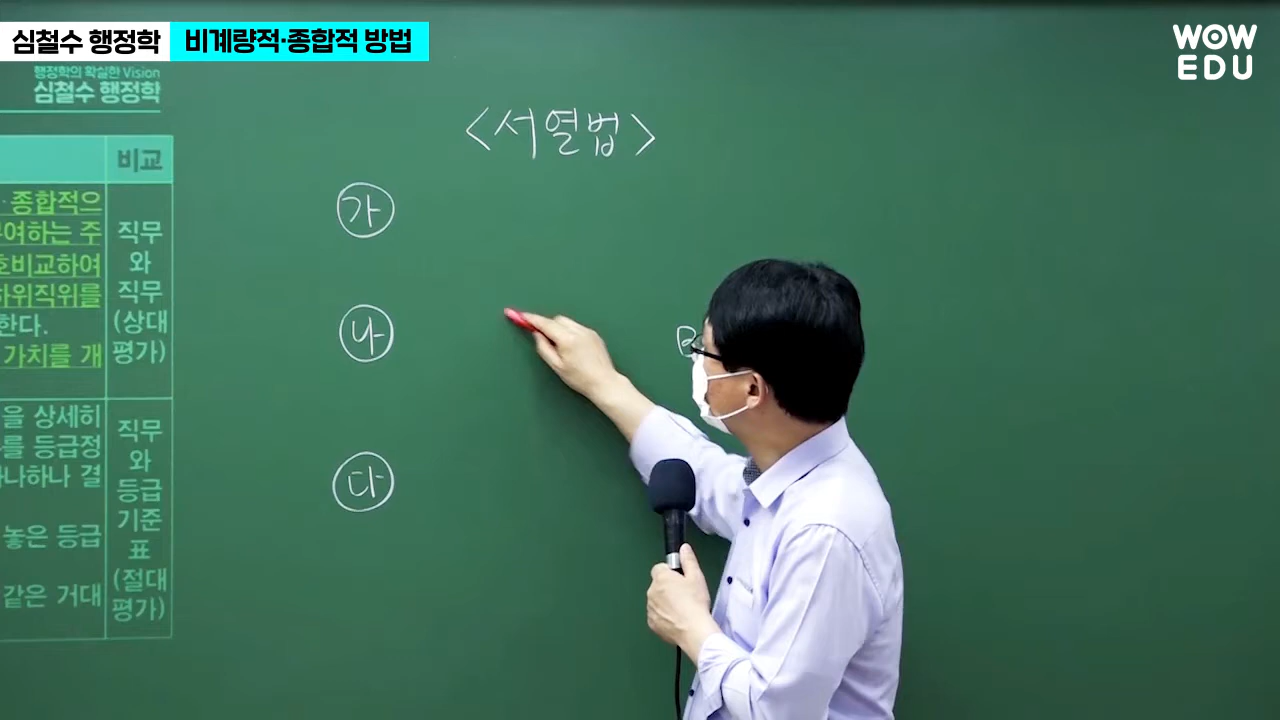 심철수 행정학 비계량적·종합적 방법
WOW
EDU
행정학의 확실한 Vision
심철수 행정학
<서열법>
비교
가
나
다
B
·종합적으
여하는 주
비교하여
하위직위를
한다.
가치를 개
직무
와
직무
(상대
평가)
을 상세히
를 등급정
하나하나 결
놓은 등급
같은 거대
직무
와
등급
기준
표
(절대
평가)